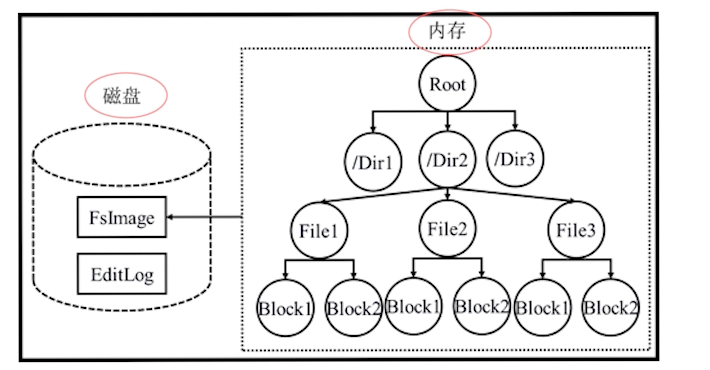 内存
磁盘
Root
/Dir1 /Dir2 /Dir3
FsImage
File1 File2 File3
EditLog
Block1 Block2 Block1 Block2 Block1 Block2